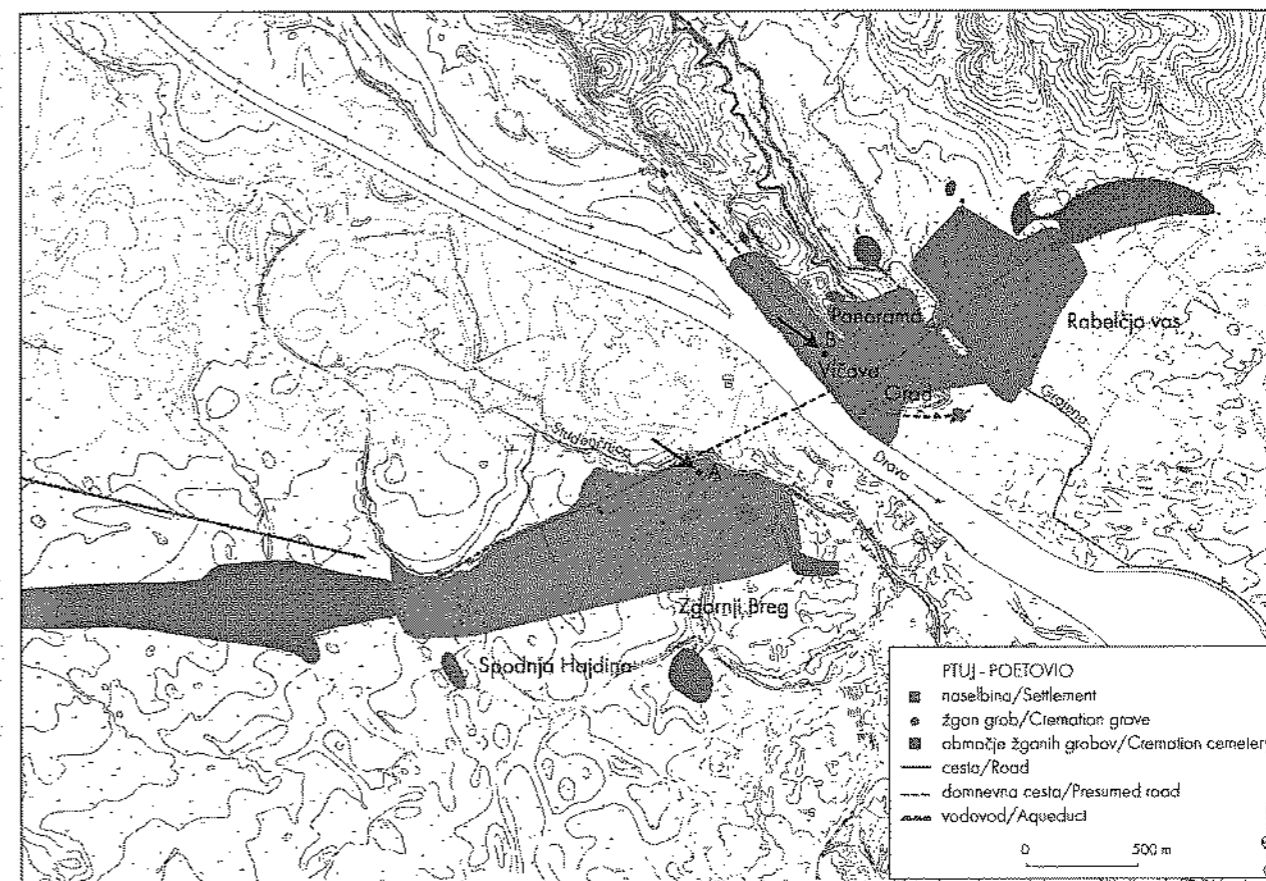 Rabelčja vas
Panorama
B
Vičava
Grad
Grajena
Studenčnica
Drava
A
Zgornji Breg
Spodnja Hajdina
PTUJ - POETOVIO
naselbina/Settlement
žgan grob/Cremation grave
območje žganih grobov/Cremation cemetery
cesta/Road
domnevna cesta/Presumed road
vodovod/Aqueduct
0 500 m